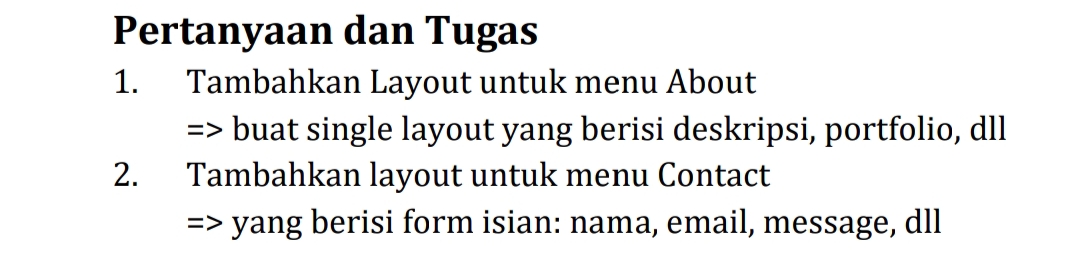 Pertanyaan dan Tugas
1. Tambahkan Layout untuk menu About
=> buat single layout yang berisi deskripsi, portfolio, dll
2. Tambahkan layout untuk menu Contact
=> yang berisi form isian: nama, email, message, dll